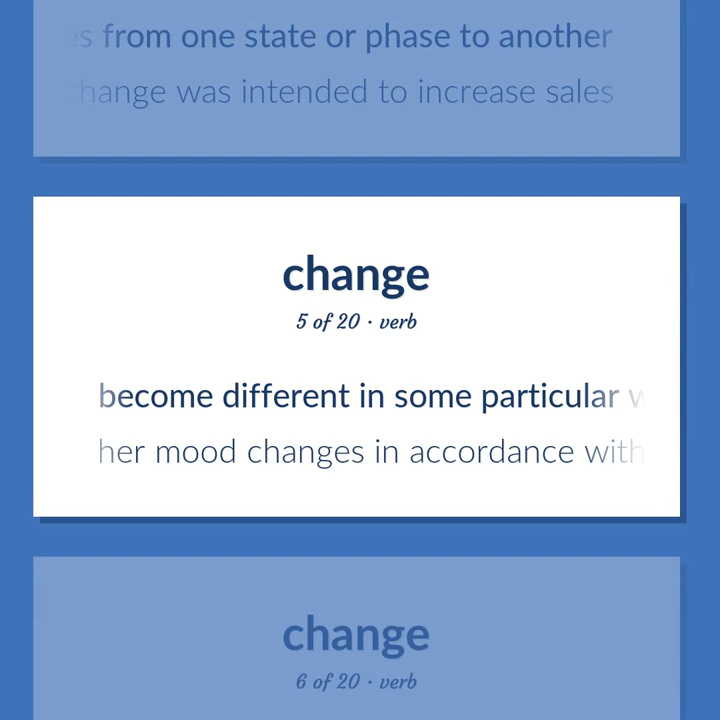 from one state or phase to another
change was intended to increase sales
change
5 of 20 · verb
become different in some particular
her mood changes in accordance with
change
6 of 20 · verb